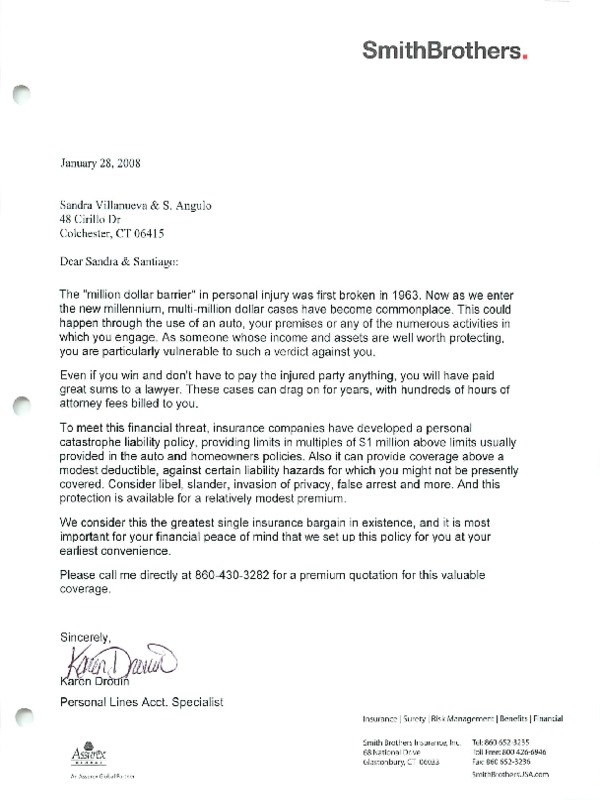 SmithBrothers.
January 28, 2008
Sandra Villanueva & S. Angulo
48 Cirillo Dr
Colchester, CT 06415
Dear Sandra & Santiago:
The "million dollar barrier" in personal injury was first broken in 1963. Now as we enter
the new millennium, multi-million dollar cases have become commonplace. This could
happen through the use of an auto, your premises or any of the numerous activities in
which you engage. As someone whose income and assets are well worth protecting,
you are particularly vulnerable to such a verdict against you.
Even if you win and don't have to pay the injured party anything, you will have paid
great sums to a lawyer. These cases can drag on for years, with hundreds of hours of
attorney fees billed to you.
To meet this financial threat, insurance companies have developed a personal
catastrophe liability policy, providing limits in multiples of $1 million above limits usually
provided in the auto and homeowners policies. Also it can provide coverage above a
modest deductible, against certain liability hazards for which you might not be presently
covered. Consider libel, slander, invasion of privacy, false arrest and more. And this
protection is available for a relatively modest premium.
We consider this the greatest single insurance bargain in existence, and it is most
important for your financial peace of mind that we set up this policy for you at your
earliest convenience.
Please call me directly at 860-430-3282 for a premium quotation for this valuable
coverage.
Sincerely,
Karen Drouin
Karen Drouin
Personal Lines Acct. Specialist
Insurance | Surety | Risk Management | Benefits | Financial
Smith Brothers Insurance, Inc.
68 National Drive
Glastonbury, CT 06033
Tel: 860 652-3235
Toll Free: 800 426-6946
Fax: 860 652-3236
SmithBrothersUSA.com
Assurex
GLOBAL
An Assurex Global Partner